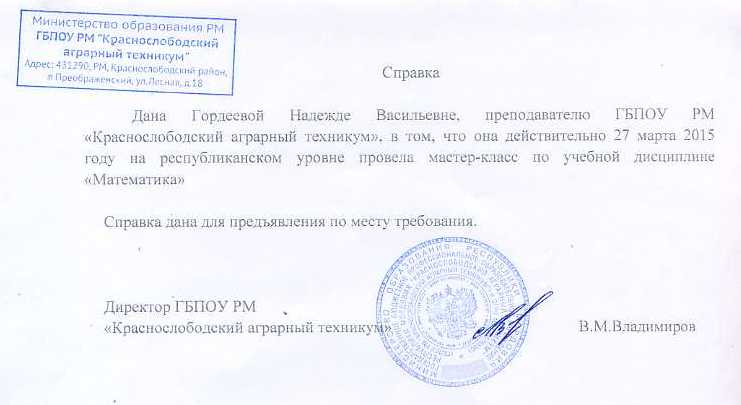 Министерство образования РМ
ГБПОУ РМ "Краснослободский
аграрный техникум"
Адрес: 431290, РМ, Краснослободский район,
п Преображенский, ул.Лесная, д.18
Справка
Дана Гордеевой Надежде Васильевне, преподавателю ГБПОУ РМ
«Краснослободский аграрный техникум», в том, что она действительно 27 марта 2015
году на республиканском уровне провела мастер-класс по учебной дисциплине
«Математика»
Справка дана для предъявления по месту требования.
Директор ГБПОУ РМ
«Краснослободский аграрный техникум»
В.М.Владимиров